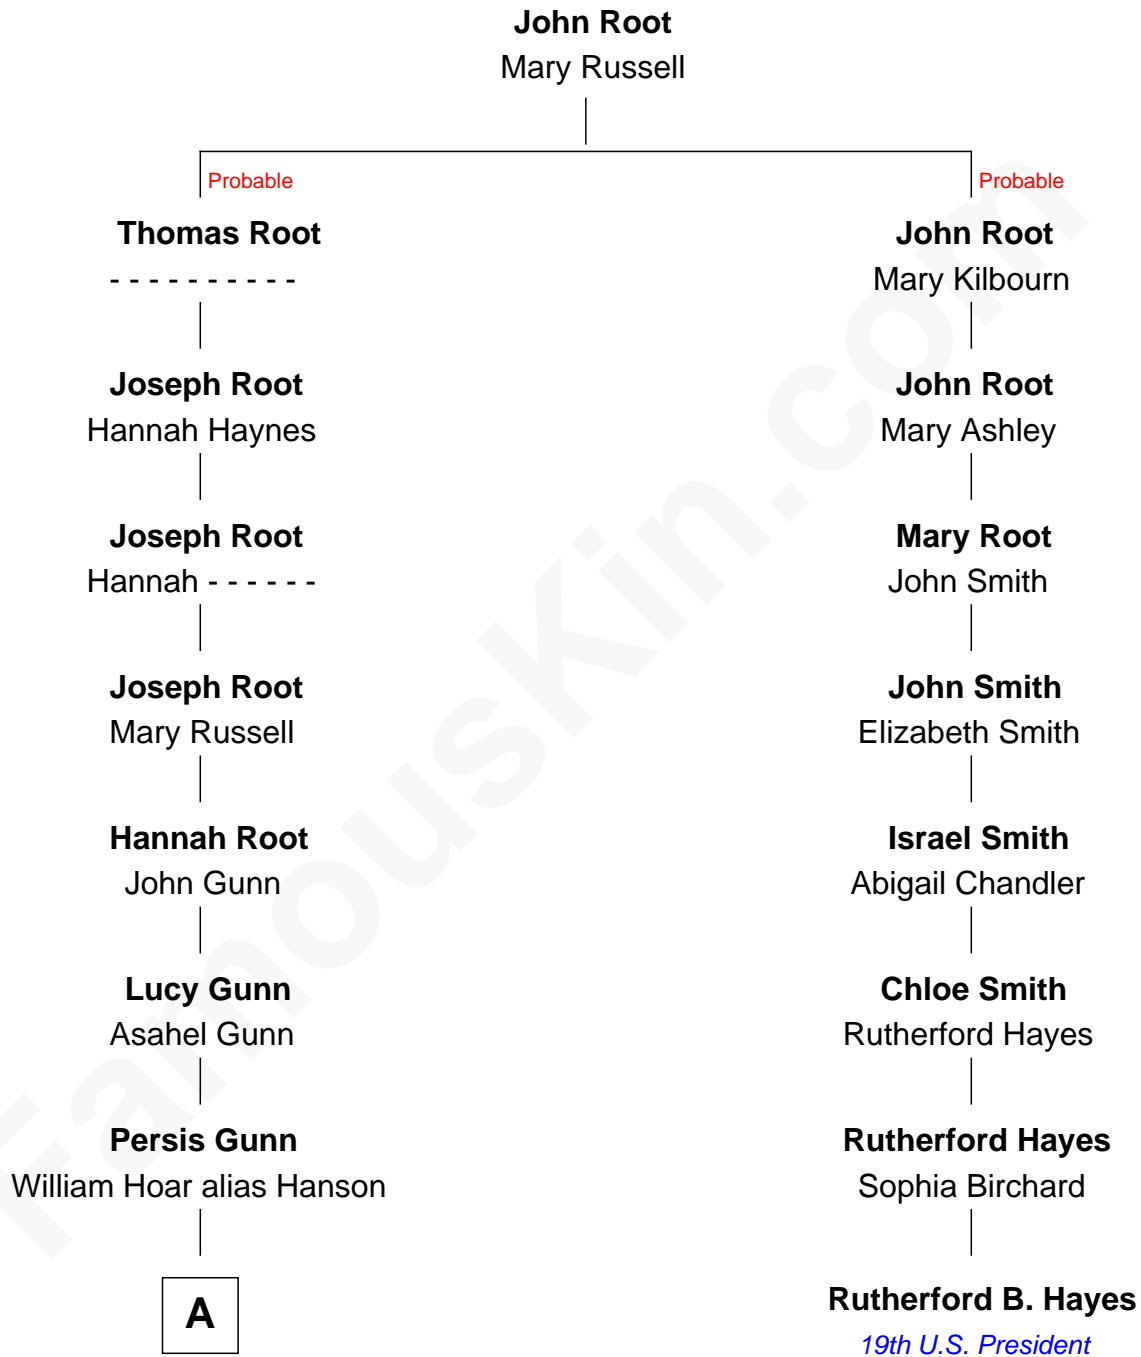 John Root
Mary Russell
Probable
Probable
Thomas Root
- - - - - - - - - -
John Root
Mary Kilbourn
Joseph Root
Hannah Haynes
John Root
Mary Ashley
Joseph Root
Hannah - - - - - -
Mary Root
John Smith
Joseph Root
Mary Russell
John Smith
Elizabeth Smith
Hannah Root
John Gunn
Israel Smith
Abigail Chandler
Lucy Gunn
Asahel Gunn
Chloe Smith
Rutherford Hayes
Persis Gunn
William Hoar alias Hanson
Rutherford Hayes
Sophia Birchard
A
Rutherford B. Hayes
19th U.S. President
FamousKin.com